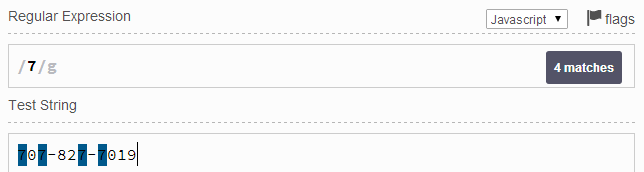 Regular Expression
Javascript flags
/7/g
4 matches
Test String
707-827-7019